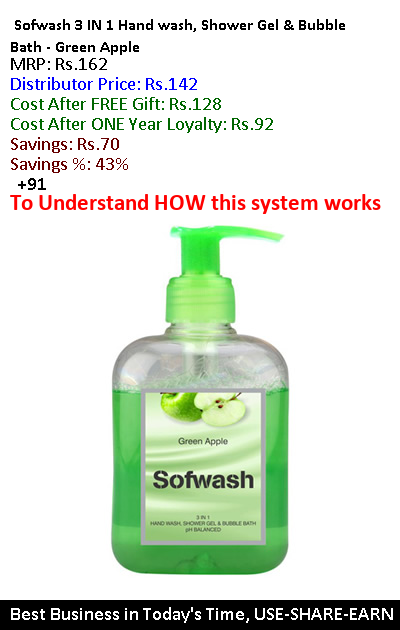 Sofwash 3 IN 1 Hand wash, Shower Gel & Bubble
Bath - Green Apple
MRP: Rs.162
Distributor Price: Rs.142
Cost After FREE Gift: Rs.128
Cost After ONE Year Loyalty: Rs.92
Savings: Rs.70
Savings %: 43%
+91
To Understand HOW this system works
Green Apple
Sofwash
3 IN 1
HAND WASH, SHOWER GEL & BUBBLE BATH
pH BALANCED
Best Business in Today's Time, USE-SHARE-EARN